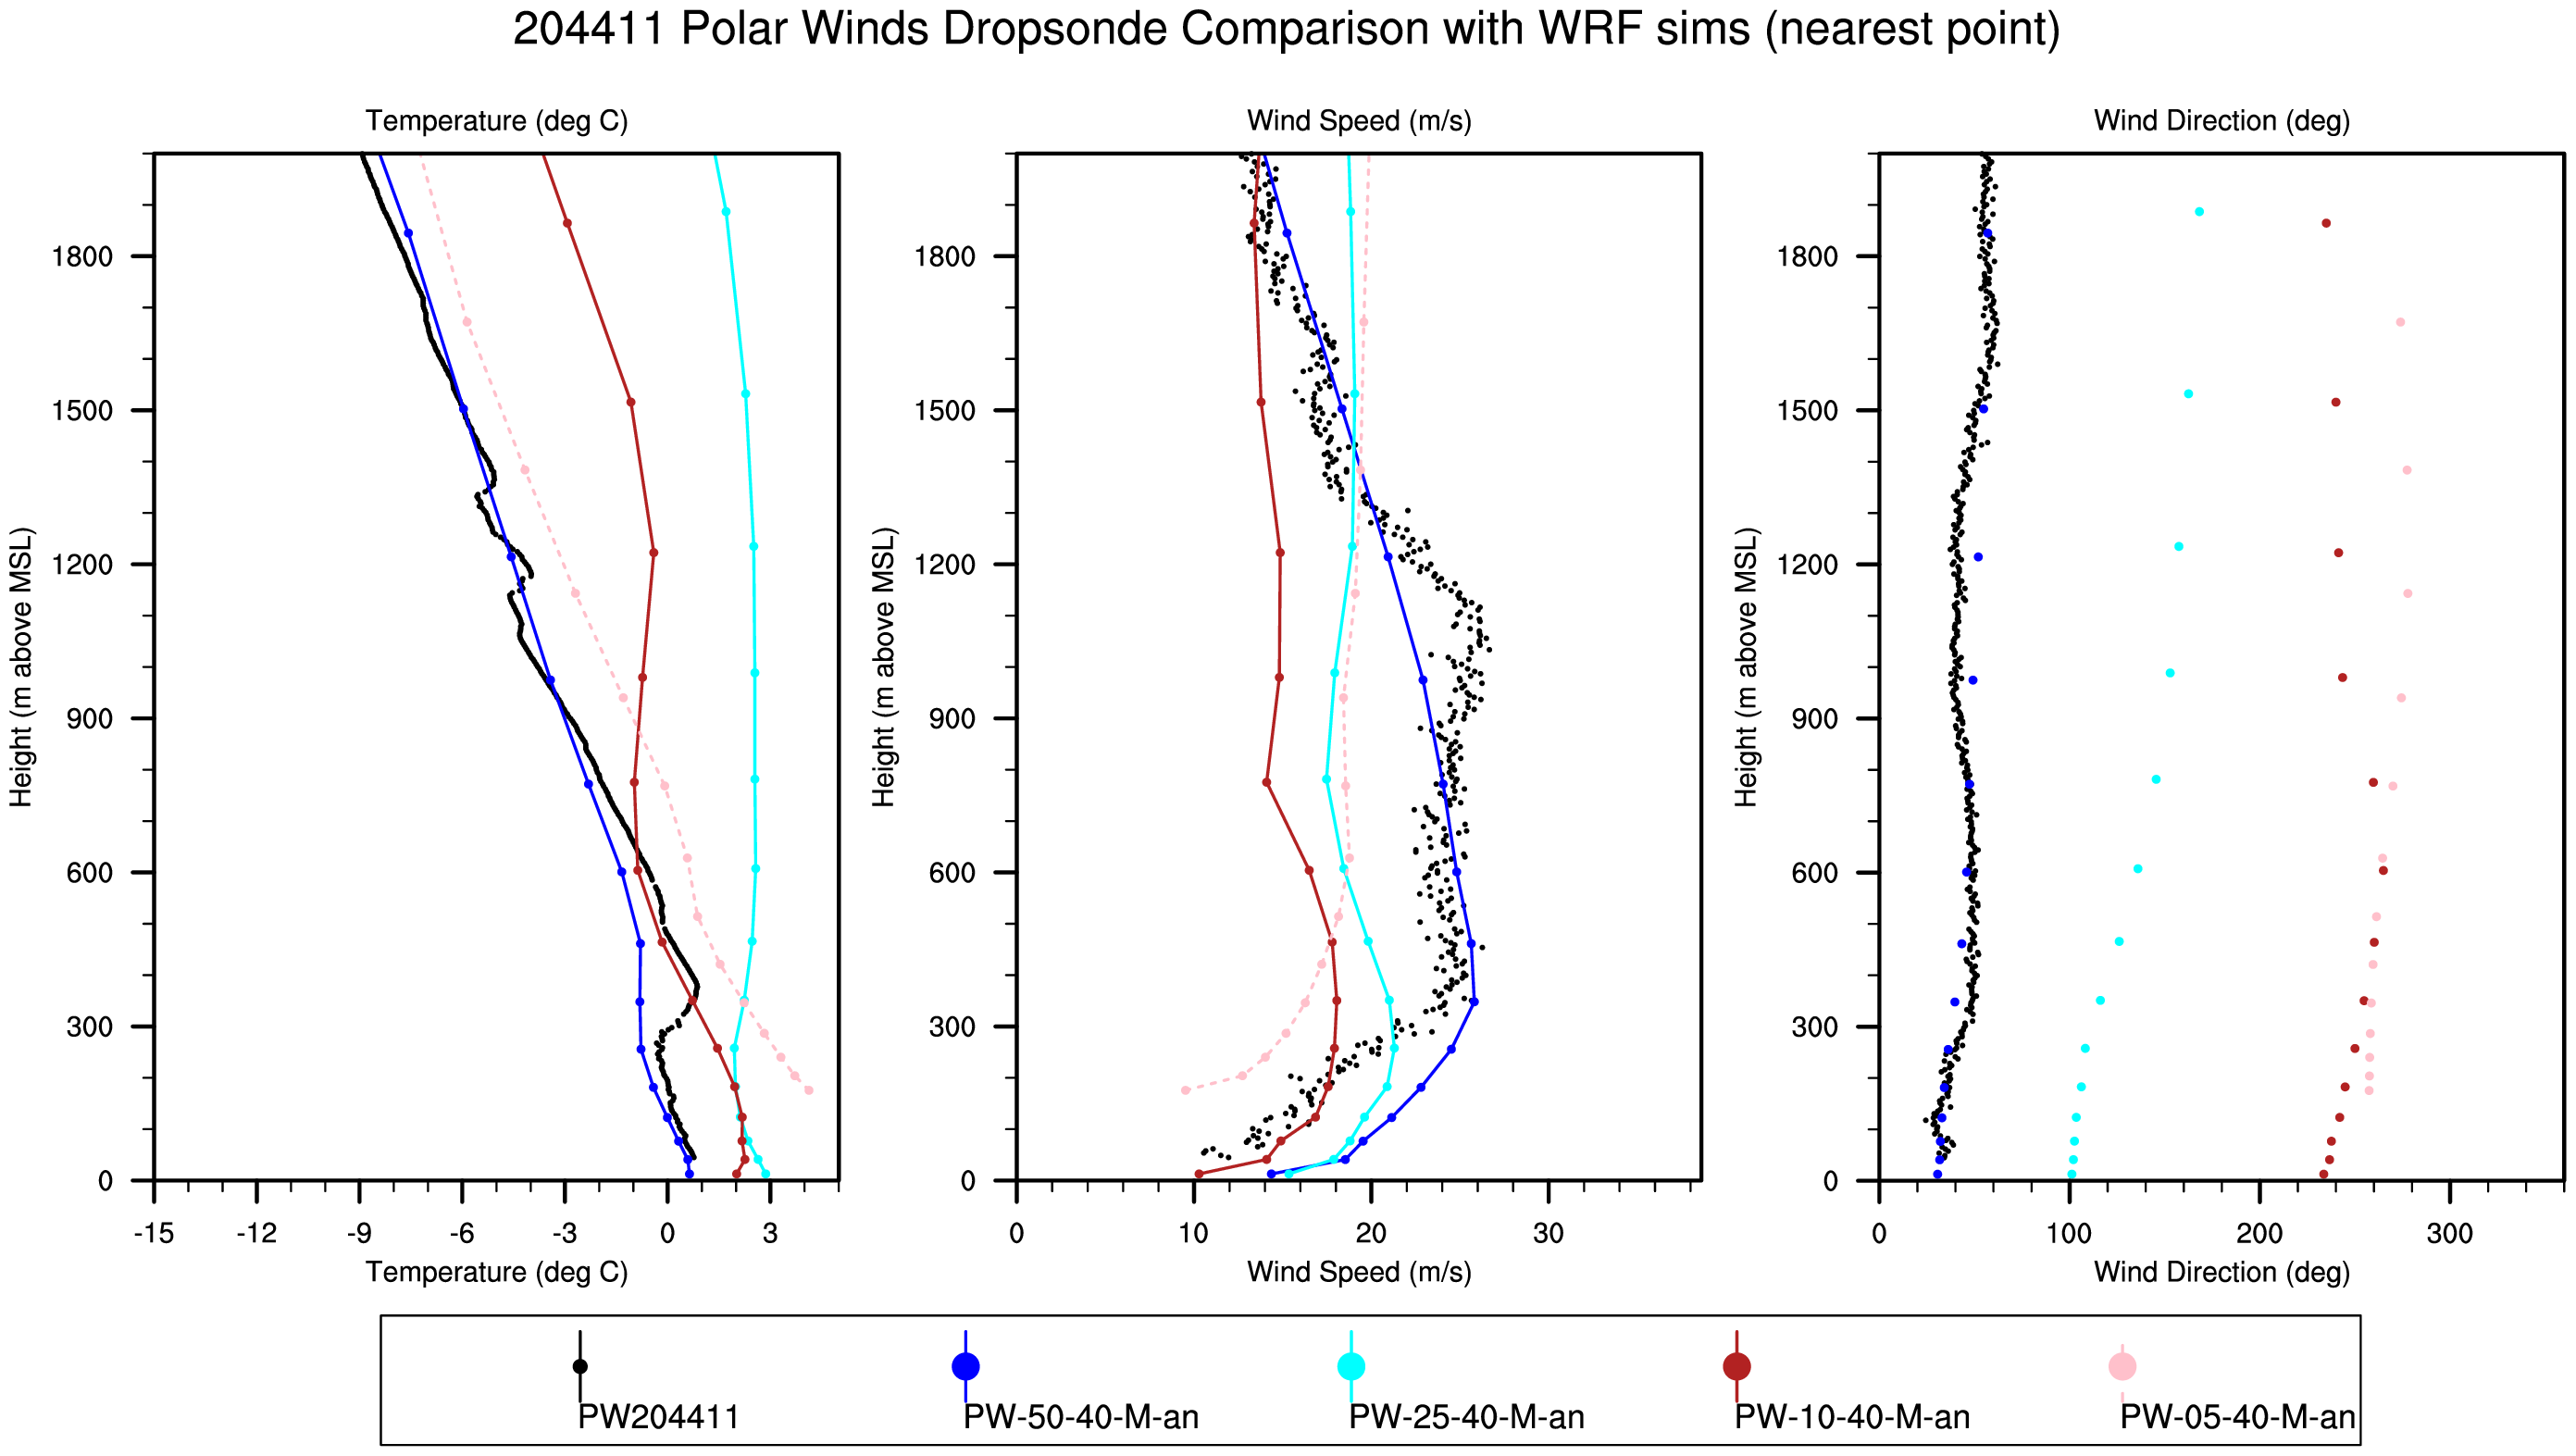 204411 Polar Winds Dropsonde Comparison with WRF sims (nearest point)
Temperature (deg C)
Wind Speed (m/s)
Wind Direction (deg)
Height (m above MSL)
1800
1500
1200
900
600
300
0
-15 -12 -9 -6 -3 0 3
Temperature (deg C)
Height (m above MSL)
1800
1500
1200
900
600
300
0
0 10 20 30
Wind Speed (m/s)
Height (m above MSL)
1800
1500
1200
900
600
300
0
0 100 200 300
Wind Direction (deg)
PW204411 PW-50-40-M-an PW-25-40-M-an PW-10-40-M-an PW-05-40-M-an